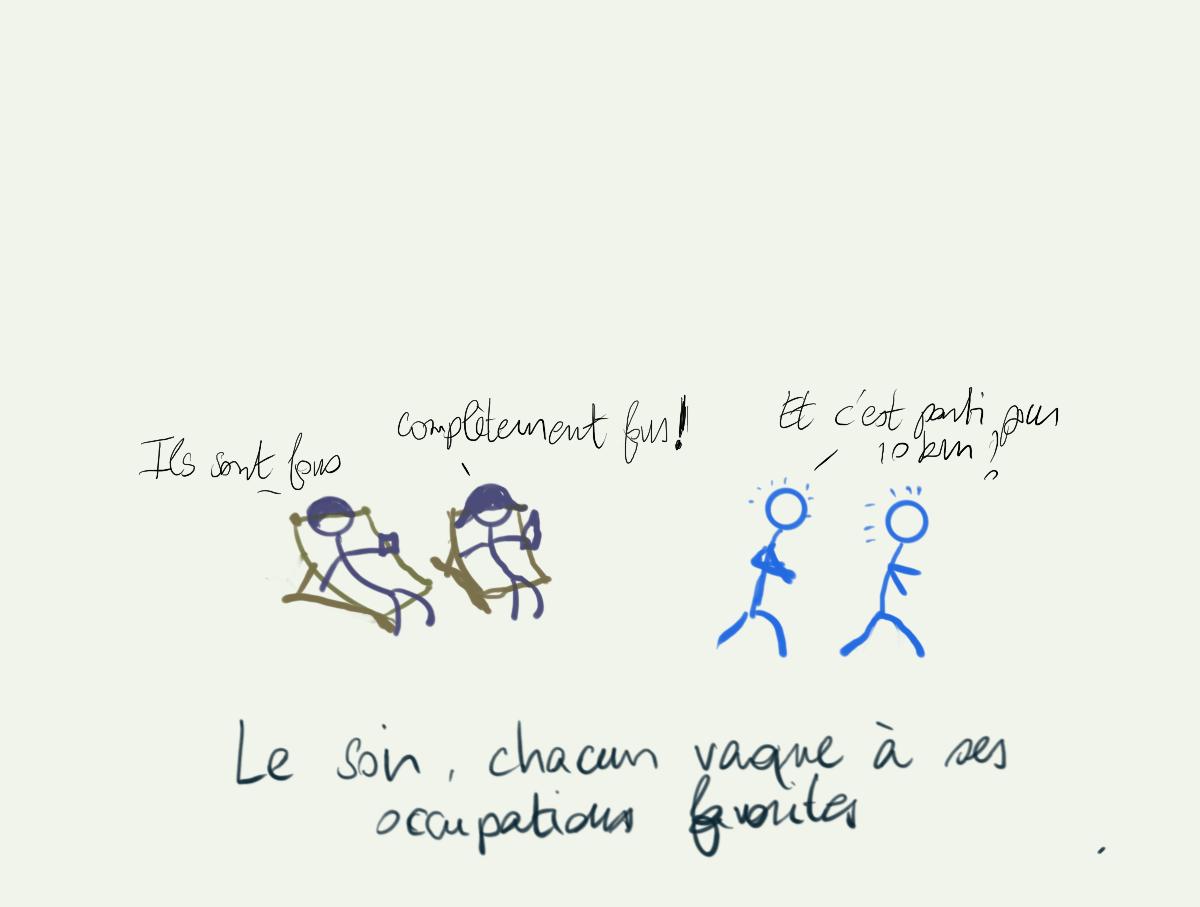 Ils sont fous
complètement fous!
Et c'est parti pour
10 km ?
Le soir, chacun vaque à ses
occupations favorites